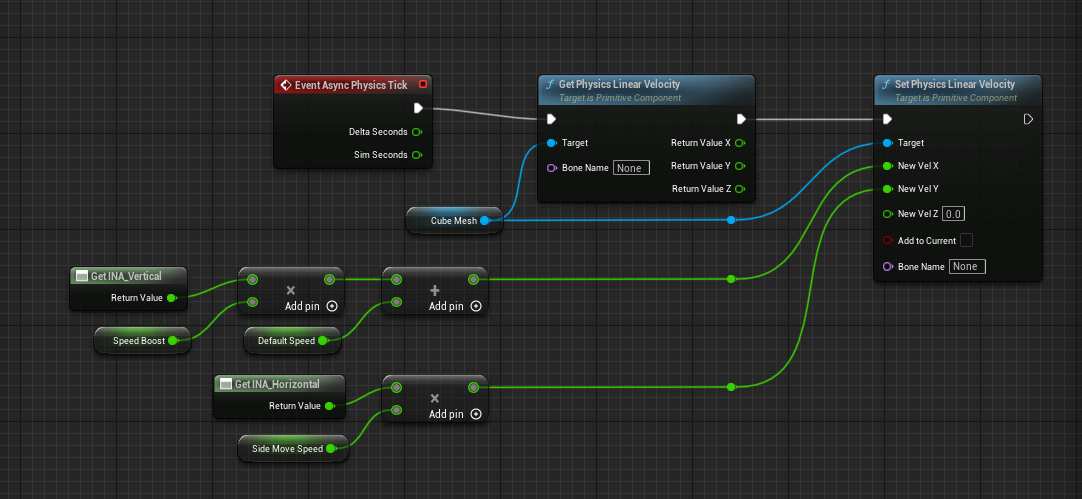 Event Async Physics Tick
Delta Seconds
Sim Seconds
f Get Physics Linear Velocity
Target is Primitive Component
Target
Return Value X
Return Value Y
Bone Name None
Return Value Z
f Set Physics Linear Velocity
Target is Primitive Component
Target
New Vel X
New Vel Y
New Vel Z 0.0
Add to Current
Bone Name None
Cube Mesh
Get INA_Vertical
Return Value
Speed Boost
×
Add pin
Default Speed
+
Add pin
Get INA_Horizontal
Return Value
Side Move Speed
×
Add pin